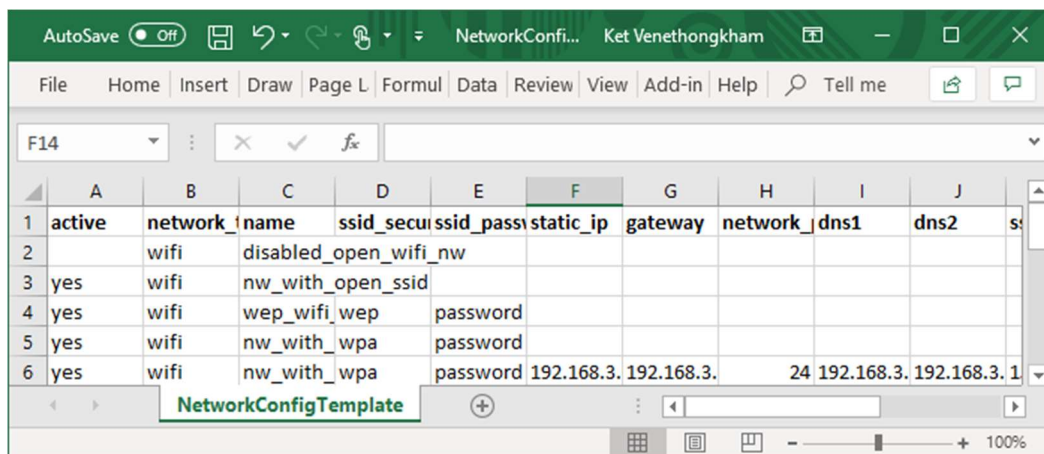 AutoSave Off NetworkConfi... Ket Venethongkham
File Home Insert Draw Page L Formul Data Review View Add-in Help Tell me
F14 fx
A B C D E F G H I J
1 active network_t name ssid_secu ssid_pass static_ip gateway network_p dns1 dns2 s
2 wifi disabled_open_wifi_nw
3 yes wifi nw_with_open_ssid
4 yes wifi wep_wifi_ wep password
5 yes wifi nw_with_ wpa password
6 yes wifi nw_with_ wpa password 192.168.3. 192.168.3. 24 192.168.3. 192.168.3. 1
NetworkConfigTemplate
100%